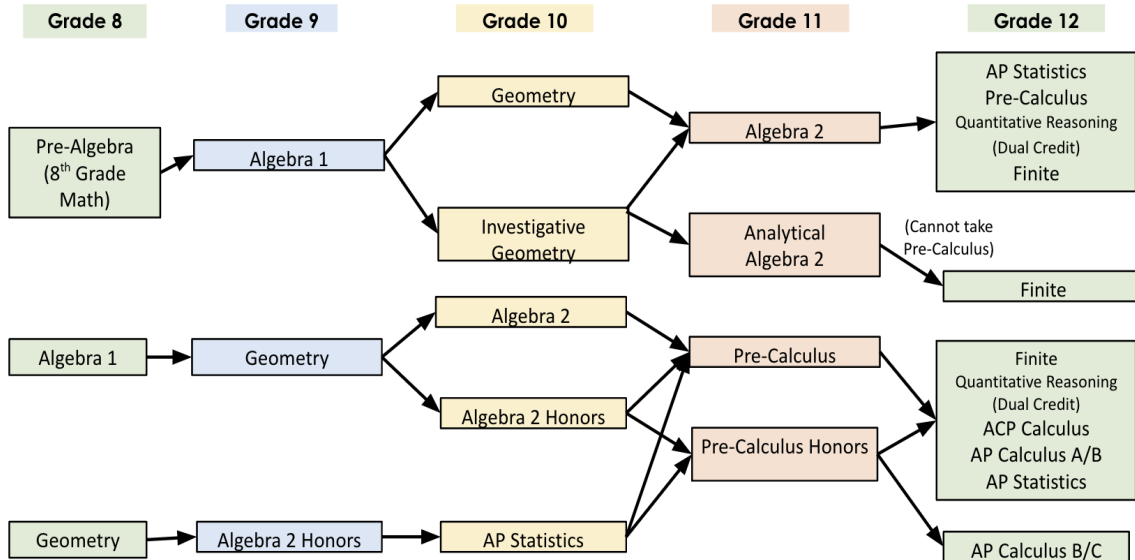 Grade 8
Grade 9
Grade 10
Grade 11
Grade 12
Pre-Algebra
(8th Grade
Math)
Algebra 1
Geometry
Investigative
Geometry
Algebra 2
Analytical
Algebra 2
AP Statistics
Pre-Calculus
Quantitative Reasoning
(Dual Credit)
Finite
(Cannot take
Pre-Calculus)
Finite
Algebra 1
Geometry
Algebra 2
Algebra 2 Honors
Pre-Calculus
Pre-Calculus Honors
Finite
Quantitative Reasoning
(Dual Credit)
ACP Calculus
AP Calculus A/B
AP Statistics
Geometry
Algebra 2 Honors
AP Statistics
AP Calculus B/C